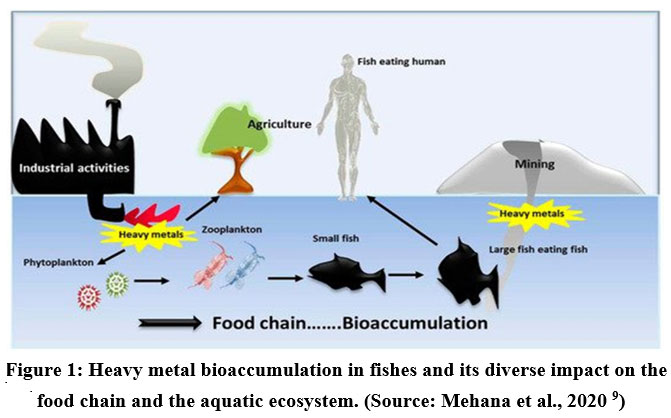 Fish eating human
Agriculture
Industrial activities
Mining
Heavy metals
Heavy metals
Zooplankton
Small fish
Phytoplankton
Large fish eating fish
Food chain.......Bioaccumulation
Figure 1: Heavy metal bioaccumulation in fishes and its diverse impact on the
food chain and the aquatic ecosystem. (Source: Mehana et al., 2020 ⁹)